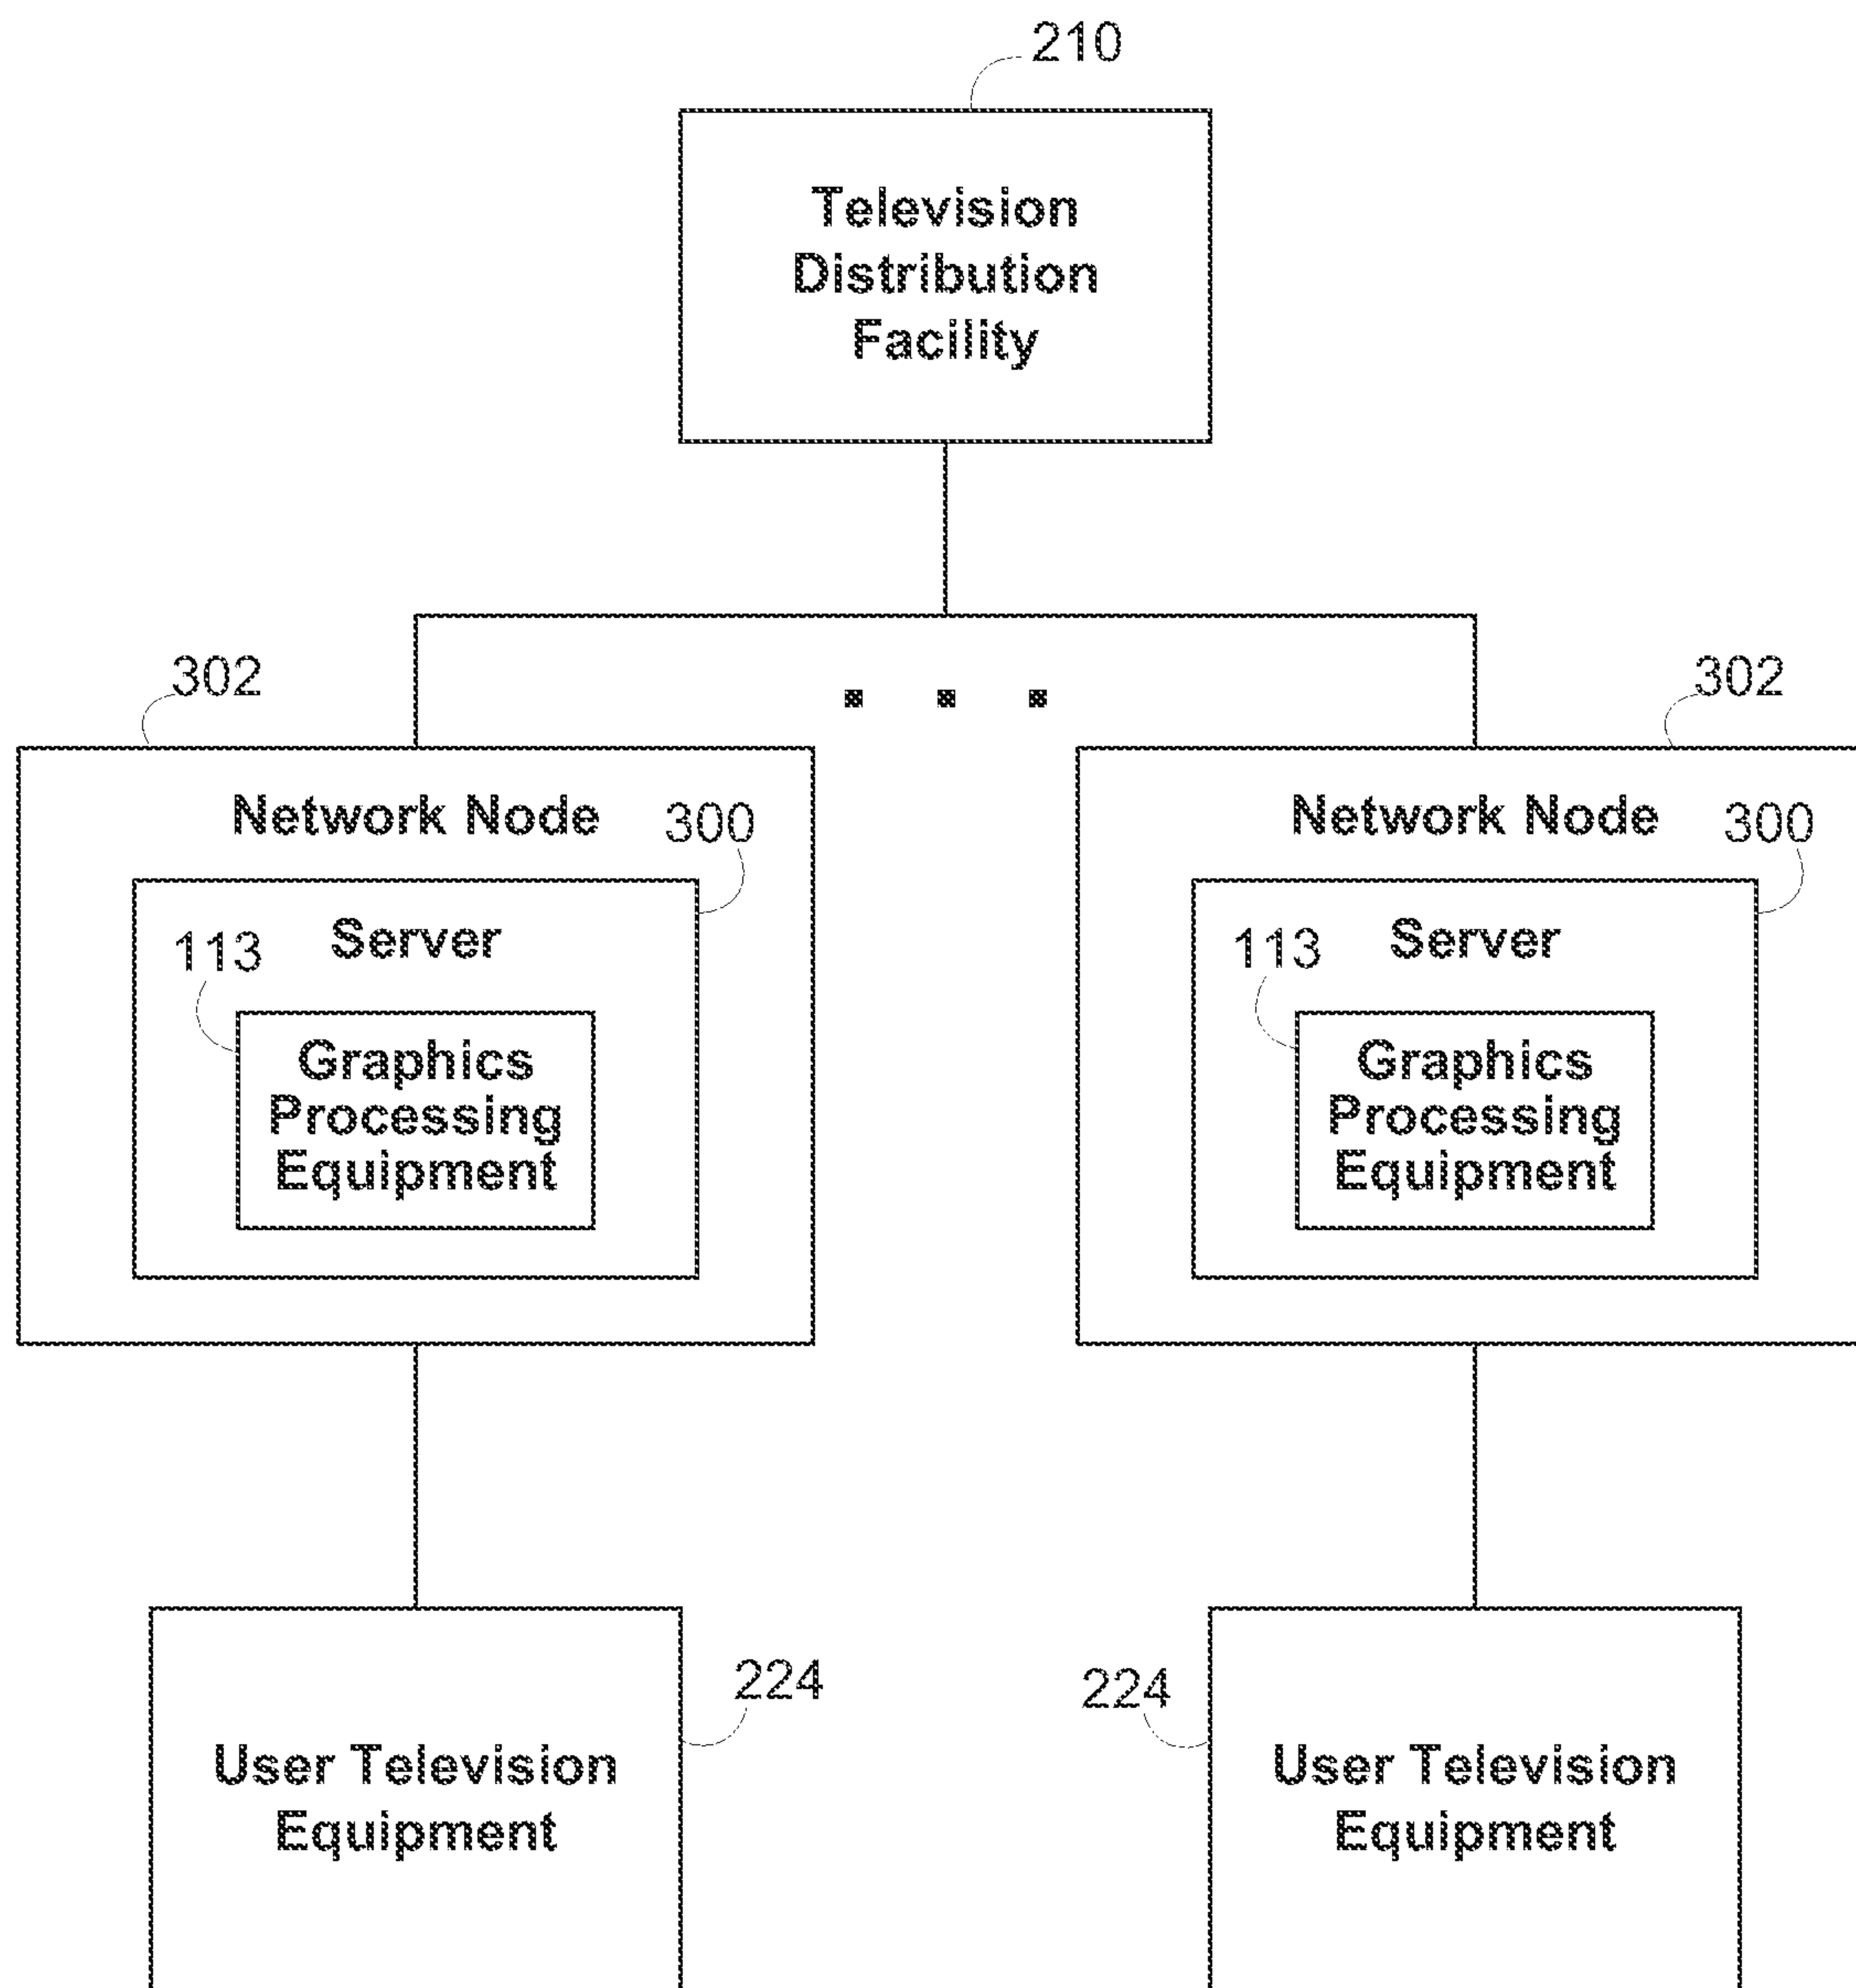 210
Television
Distribution
Facility
302
302
. . .
Network Node
300
Network Node
300
Server
113
Server
113
Graphics
Processing
Equipment
Graphics
Processing
Equipment
224
224
User Television
Equipment
User Television
Equipment